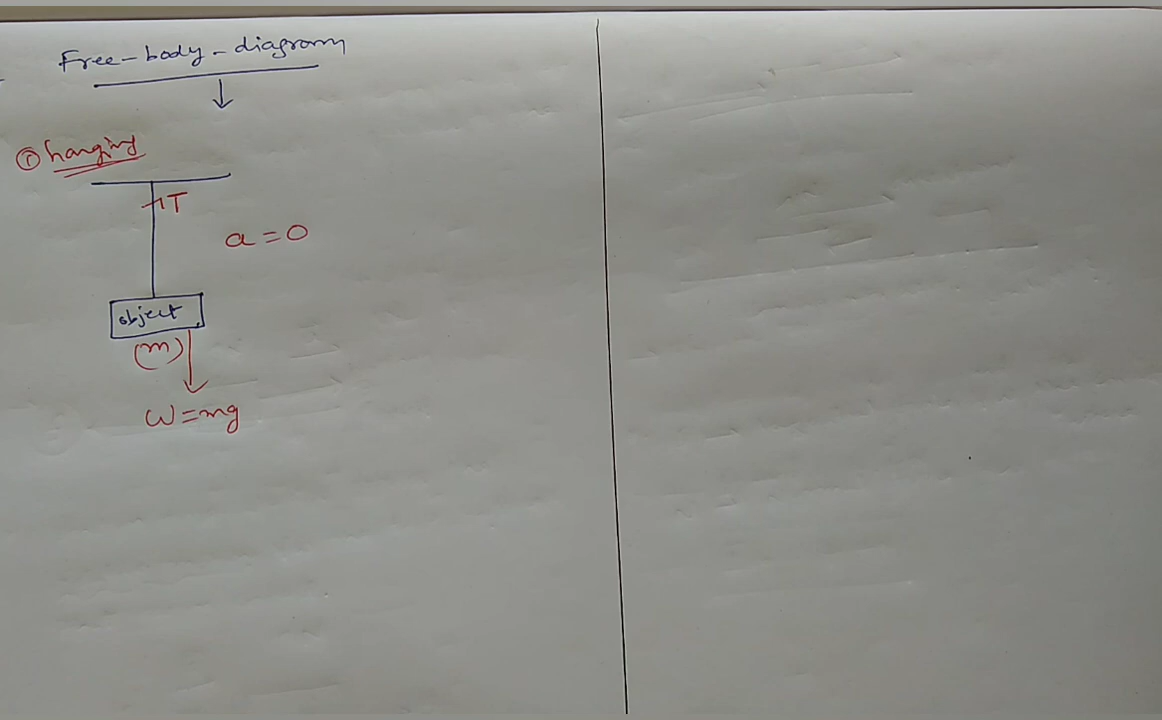 Free-body-diagram
① hanging
T
a=0
object
(m)
W=mg